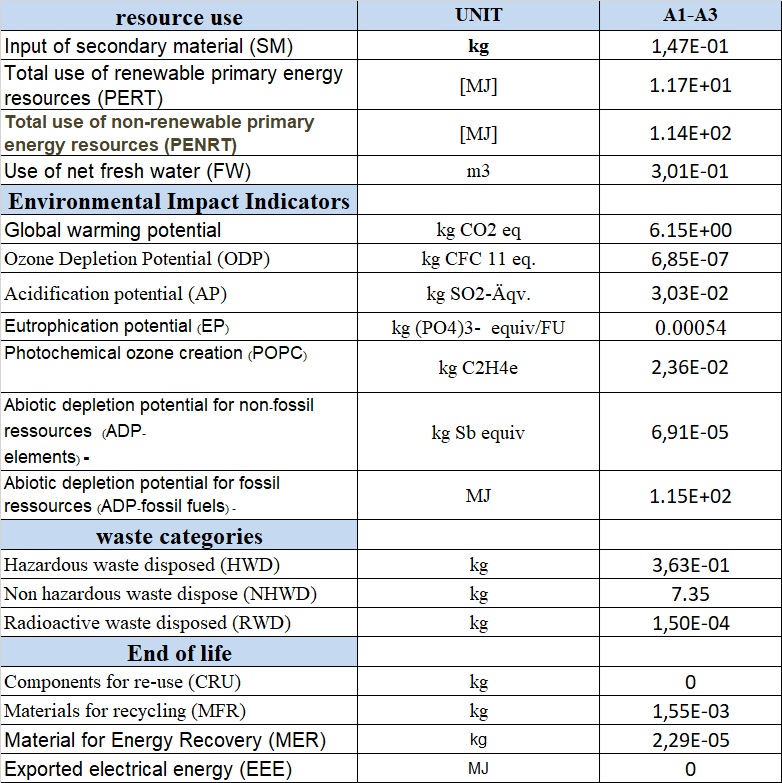 resource use UNIT A1-A3
Input of secondary material (SM) kg 1,47E-01
Total use of renewable primary energy
resources (PERT) [MJ] 1.17E+01
Total use of non-renewable primary
energy resources (PENRT) [MJ] 1.14E+02
Use of net fresh water (FW) m3 3,01E-01
Environmental Impact Indicators
Global warming potential kg CO2 eq 6.15E+00
Ozone Depletion Potential (ODP) kg CFC 11 eq. 6,85E-07
Acidification potential (AP) kg SO2-Äqv. 3,03E-02
Eutrophication potential (EP) kg (PO4)3- equiv/FU 0.00054
Photochemical ozone creation (POPC) kg C2H4e 2,36E-02
Abiotic depletion potential for non-fossil
ressources (ADP- kg Sb equiv 6,91E-05
elements) -
Abiotic depletion potential for fossil
ressources (ADP-fossil fuels) - MJ 1.15E+02
waste categories
Hazardous waste disposed (HWD) kg 3,63E-01
Non hazardous waste dispose (NHWD) kg 7.35
Radioactive waste disposed (RWD) kg 1,50E-04
End of life
Components for re-use (CRU) kg 0
Materials for recycling (MFR) kg 1,55E-03
Material for Energy Recovery (MER) kg 2,29E-05
Exported electrical energy (EEE) MJ 0